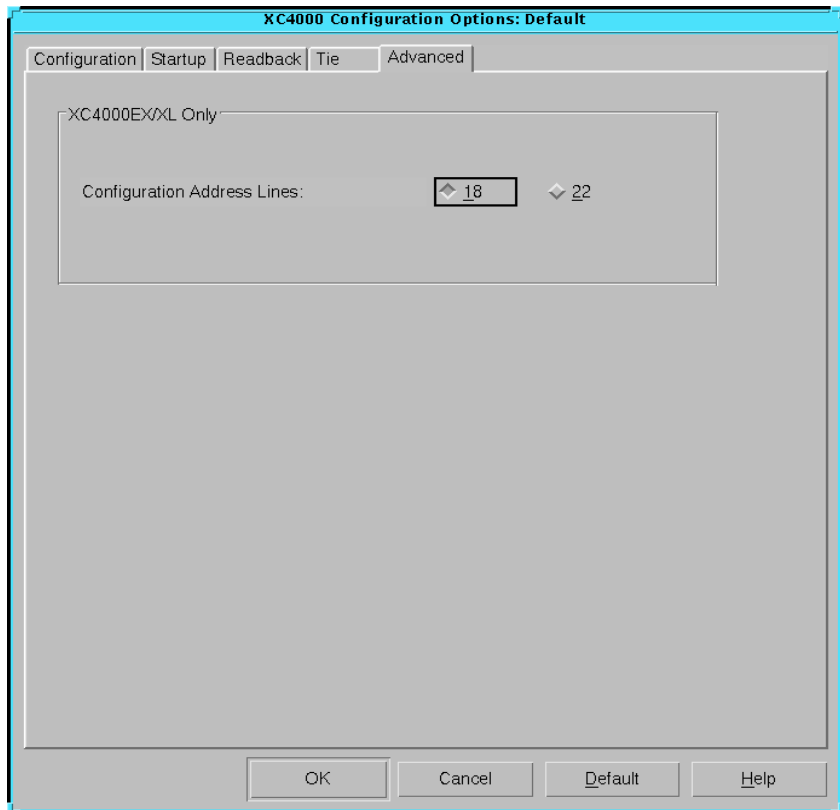 XC4000 Configuration Options: Default
Configuration Startup Readback Tie Advanced
XC4000EX/XL Only
Configuration Address Lines: 18 22
OK Cancel Default Help